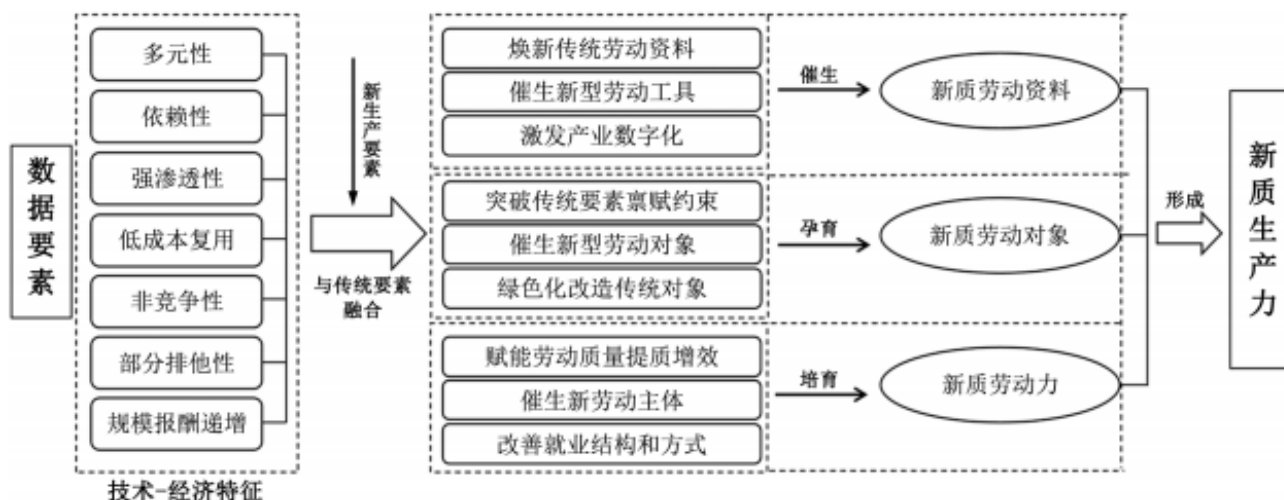 数据要素
多元性
依赖性
强渗透性
低成本复用
非竞争性
部分排他性
规模报酬递增
技术-经济特征
新生产要素
与传统要素
融合
焕新传统劳动资料
催生新型劳动工具
激发产业数字化
催生
新质劳动资料
突破传统要素禀赋约束
催生新型劳动对象
绿色化改造传统对象
孕育
新质劳动对象
赋能劳动质量提质增效
催生新劳动主体
改善就业结构和方式
培育
新质劳动力
形成
新质生产力